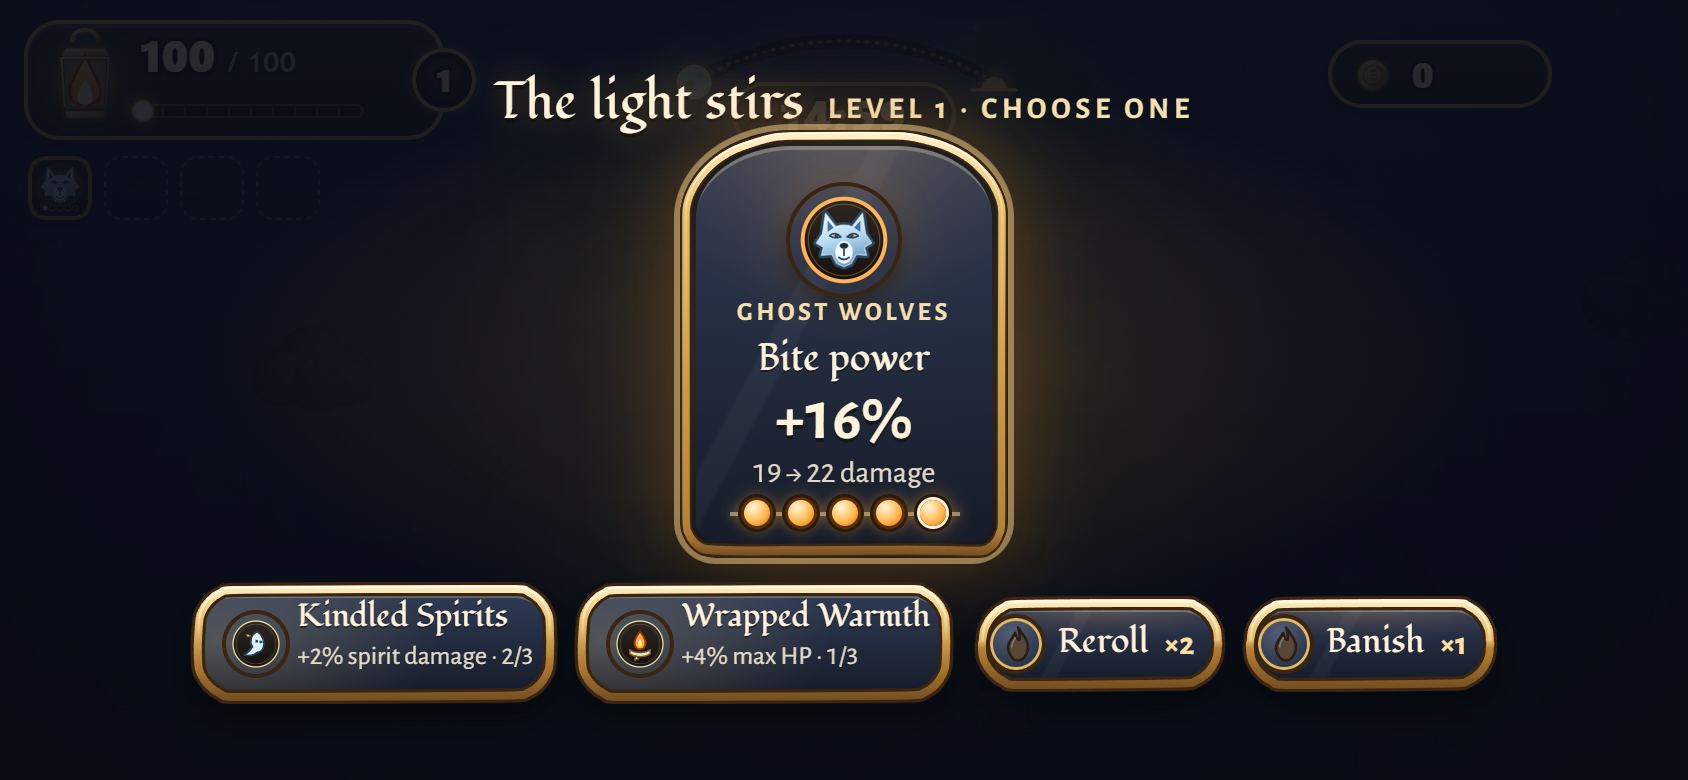 100 / 100
1
0
The light stirs LEVEL 1 · CHOOSE ONE
GHOST WOLVES
Bite power
+16%
19 → 22 damage
Kindled Spirits
+2% spirit damage · 2/3
Wrapped Warmth
+4% max HP · 1/3
Reroll ×2
Banish ×1